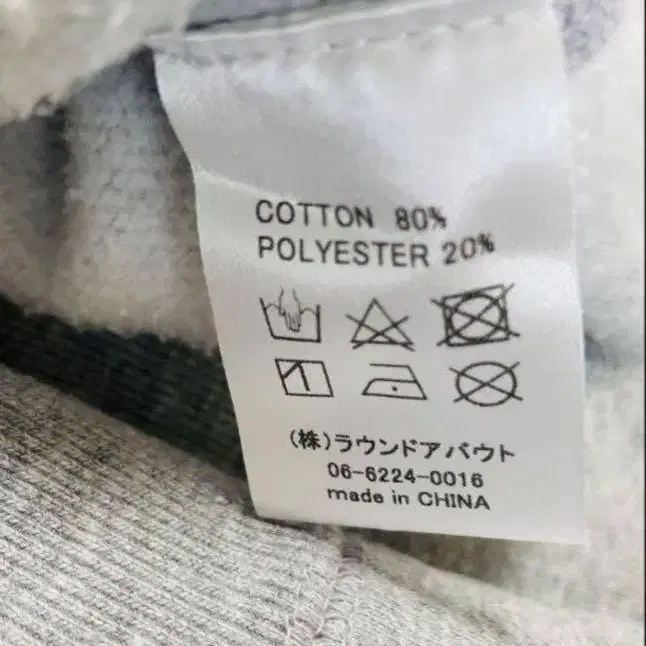 COTTON 80%
POLYESTER 20%
(株)ラウンドアバウト
06-6224-0016
made in CHINA